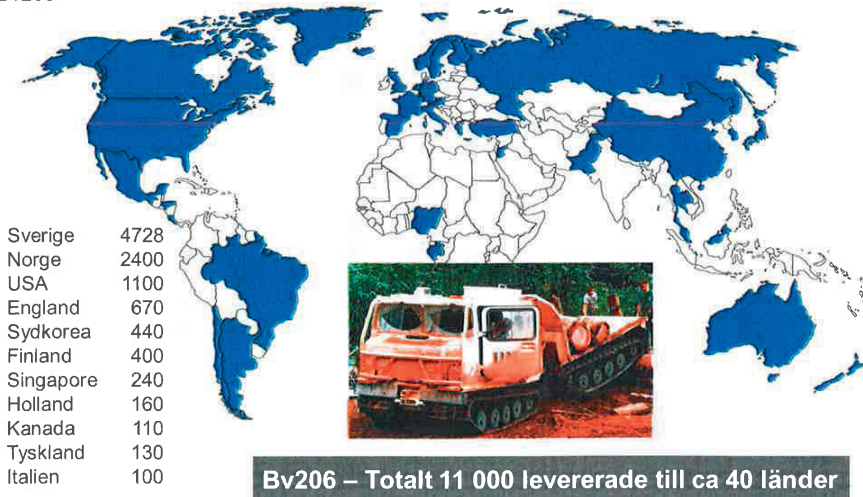 Sverige 4728
Norge 2400
USA 1100
England 670
Sydkorea 440
Finland 400
Singapore 240
Holland 160
Kanada 110
Tyskland 130
Italien 100
Bv206 – Totalt 11 000 levererade till ca 40 länder